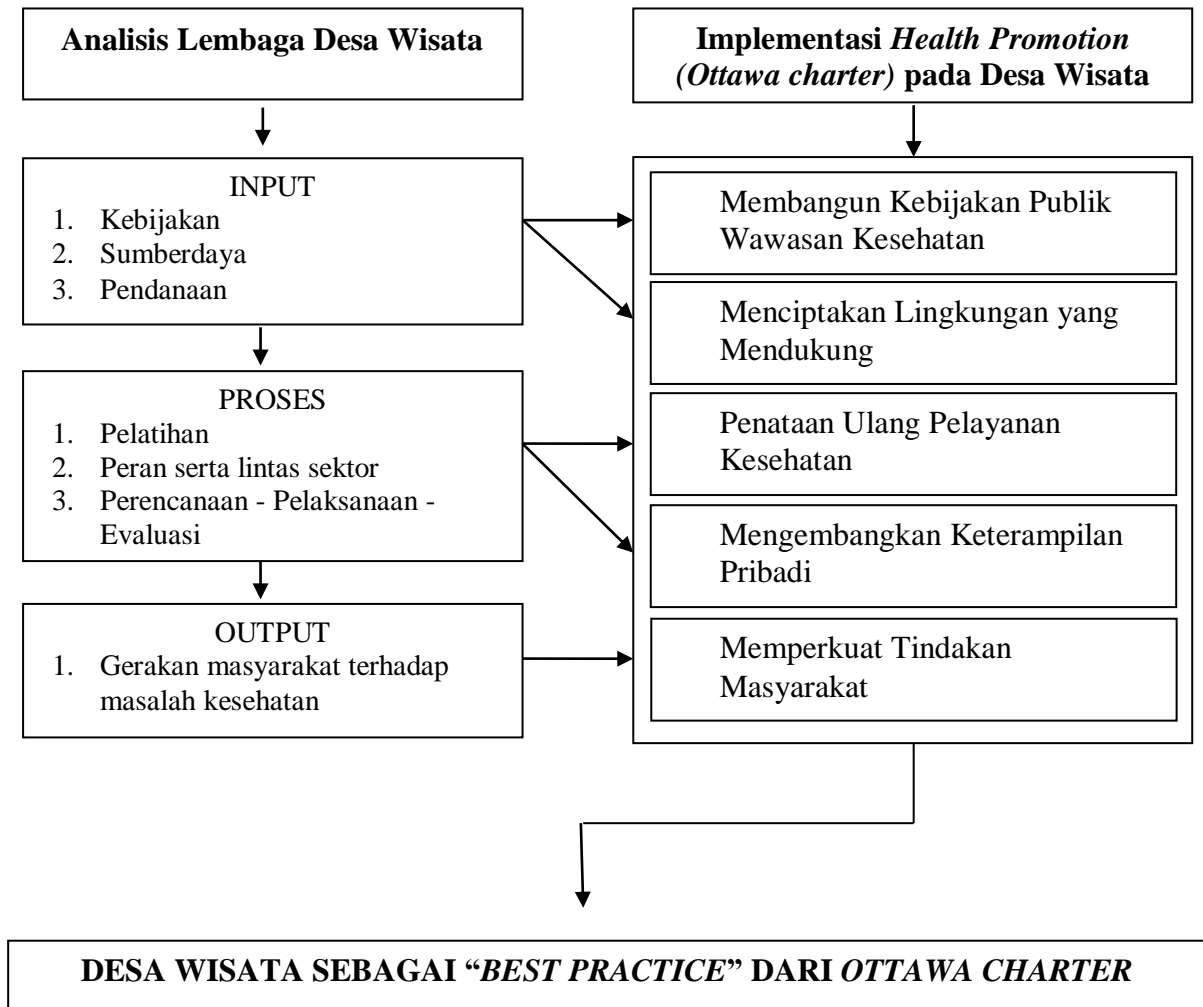 Analisis Lembaga Desa Wisata
Implementasi Health Promotion
(Ottawa charter) pada Desa Wisata
INPUT
1. Kebijakan
2. Sumberdaya
3. Pendanaan
PROSES
1. Pelatihan
2. Peran serta lintas sektor
3. Perencanaan - Pelaksanaan -
Evaluasi
OUTPUT
1. Gerakan masyarakat terhadap
masalah kesehatan
Membangun Kebijakan Publik
Wawasan Kesehatan
Menciptakan Lingkungan yang
Mendukung
Penataan Ulang Pelayanan
Kesehatan
Mengembangkan Keterampilan
Pribadi
Memperkuat Tindakan
Masyarakat
DESA WISATA SEBAGAI “BEST PRACTICE” DARI OTTAWA CHARTER